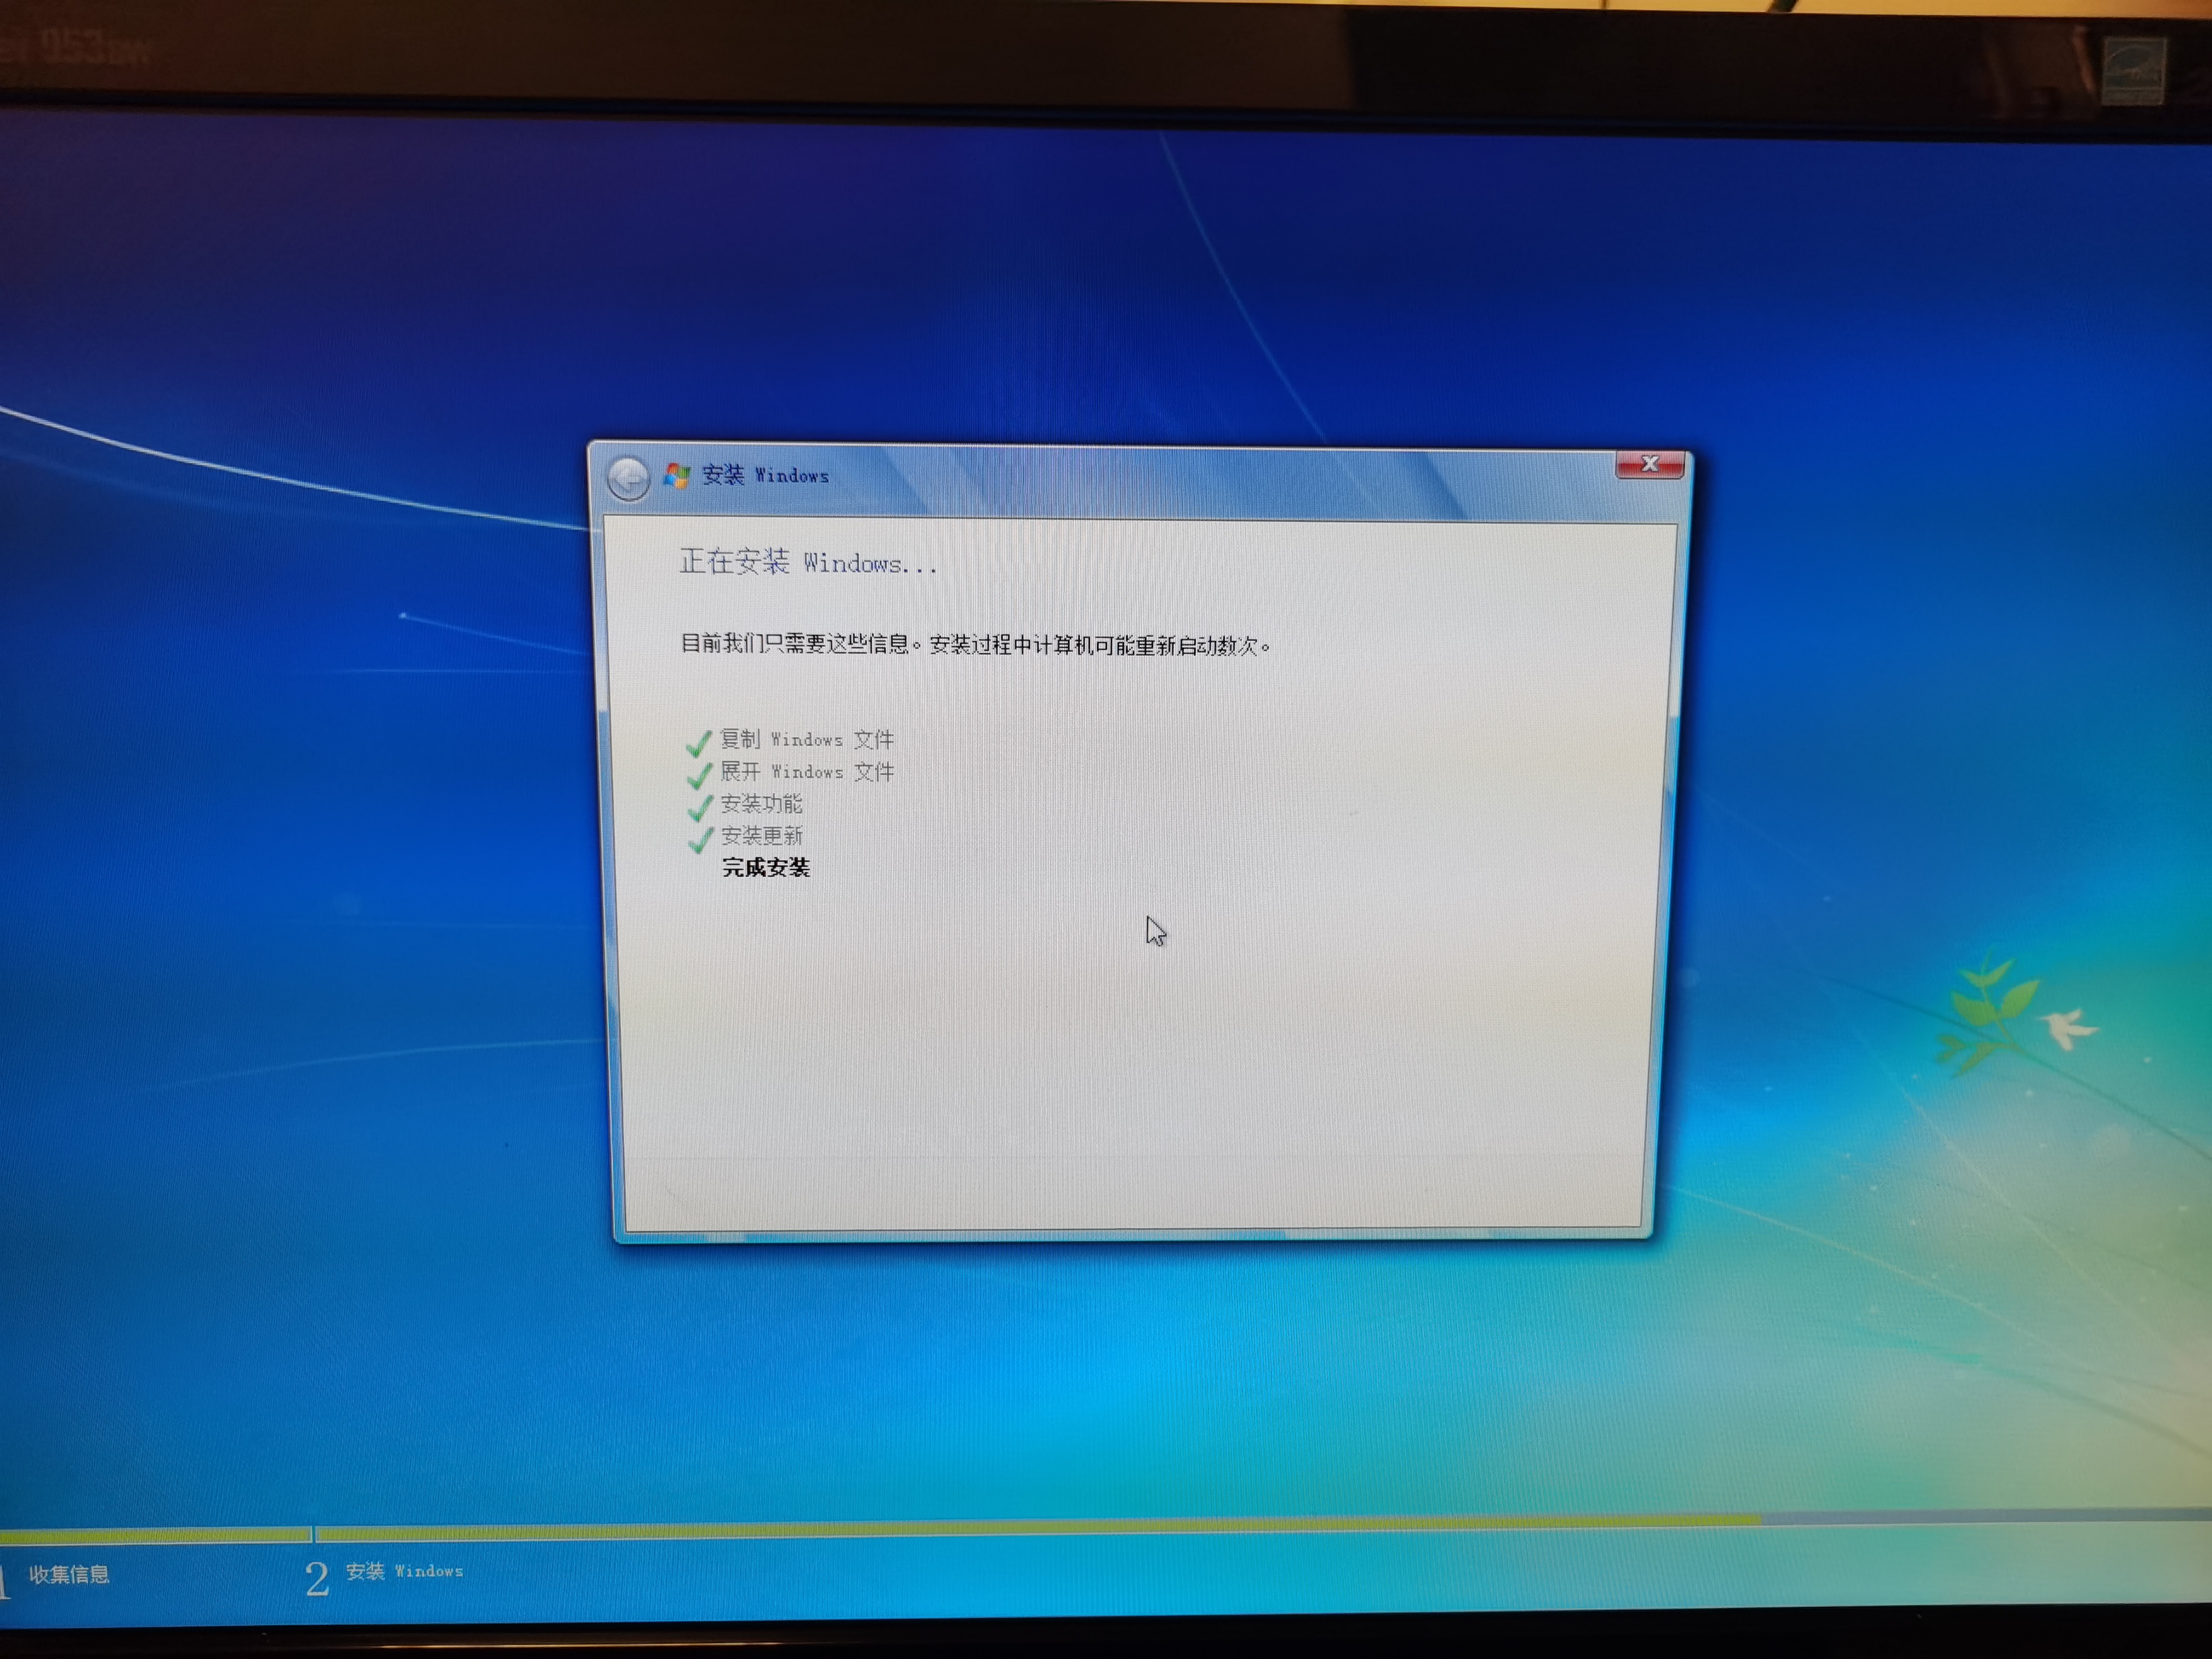 953BW
安装 Windows
正在安装 Windows...
目前我们只需要这些信息。安装过程中计算机可能重新启动数次。
复制 Windows 文件
展开 Windows 文件
安装功能
安装更新
完成安装
1 收集信息
2 安装 Windows